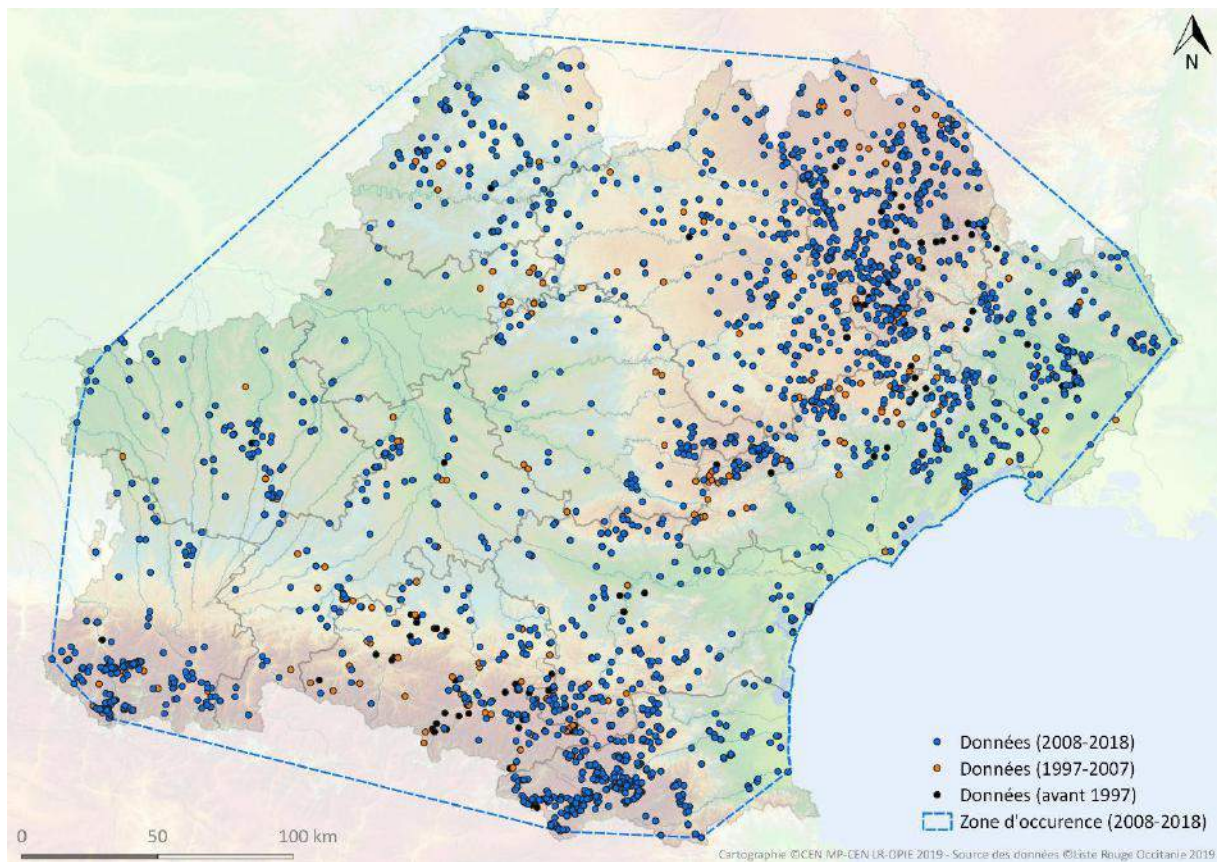 N
Données (2008-2018)
Données (1997-2007)
Données (avant 1997)
Zone d'occurence (2008-2018)
0 50 100 km
Cartographie ©CEN MP-CEN LR-OPIE 2019 - Source des données ©Liste Rouge Occitanie 2019